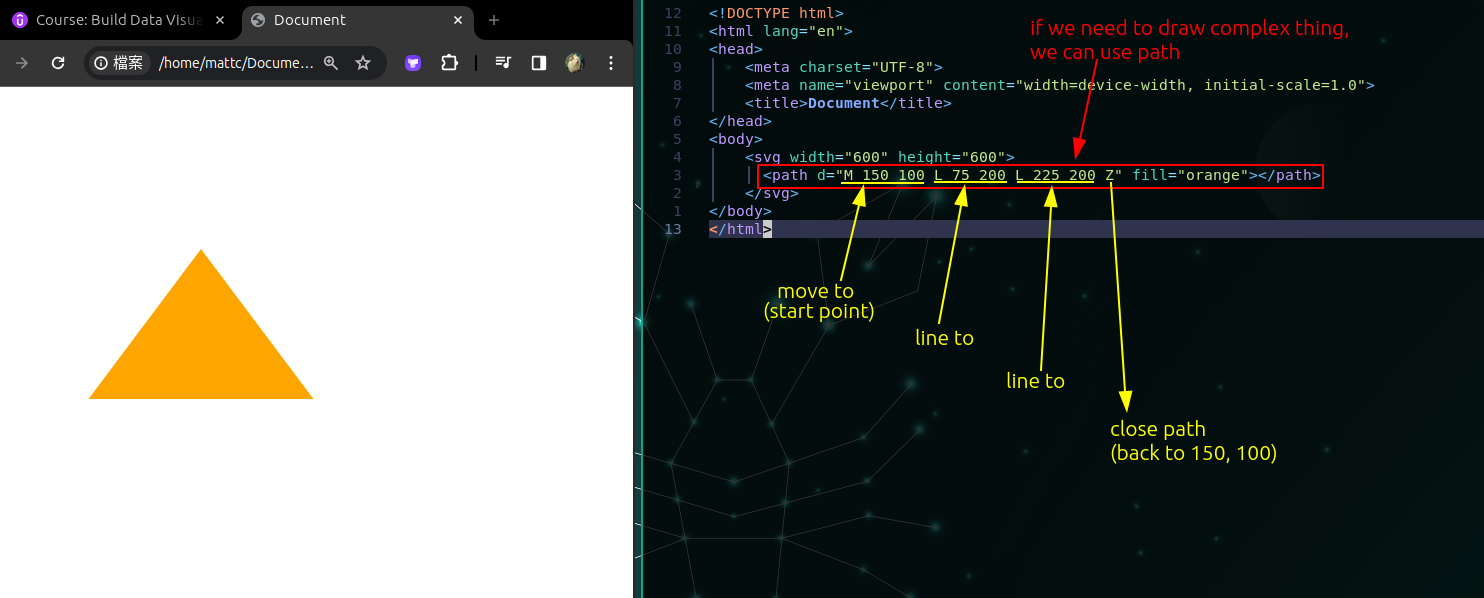 Course: Build Data Visua
Document
檔案
/home/mattc/Docume...
12 <!DOCTYPE html>
11 <html lang="en">
10 <head>
9 <meta charset="UTF-8">
8 <meta name="viewport" content="width=device-width, initial-scale=1.0">
7 <title>Document</title>
6 </head>
5 <body>
4 <svg width="600" height="600">
3 <path d="M 150 100 L 75 200 L 225 200 Z" fill="orange"></path>
2 </svg>
1 </body>
13 </html>
if we need to draw complex thing,
we can use path
move to
(start point)
line to
line to
close path
(back to 150, 100)